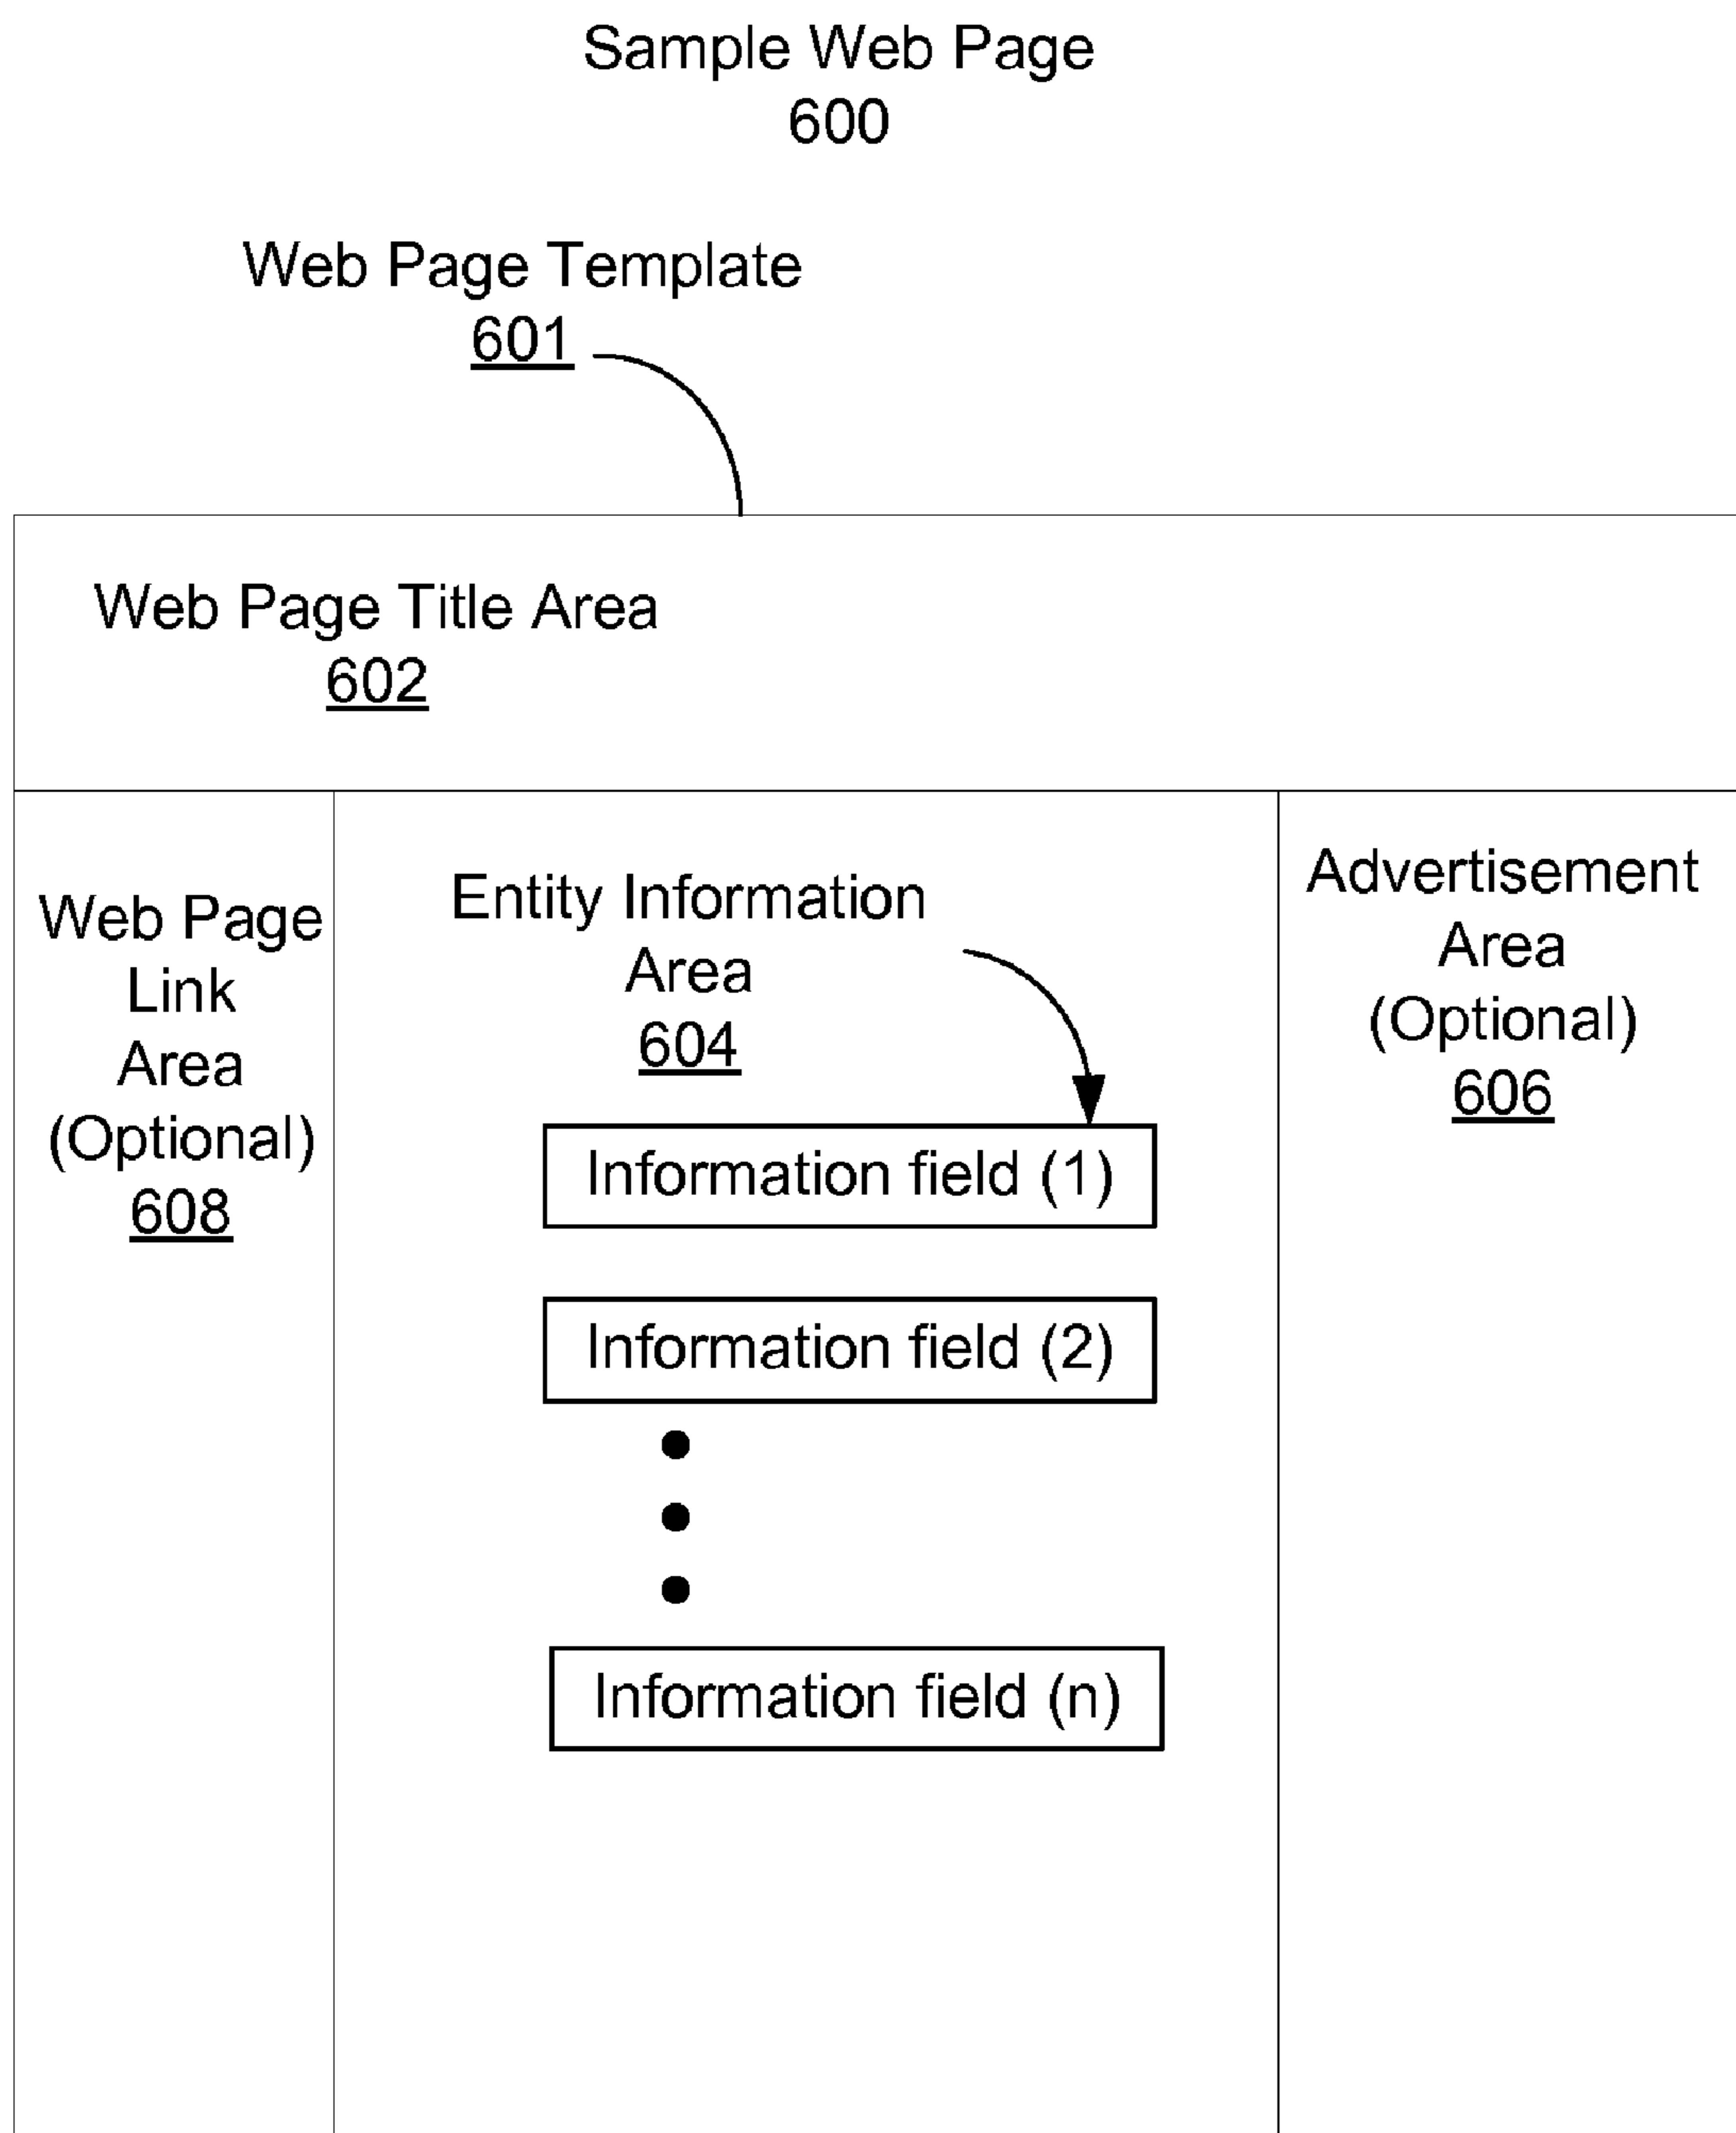 Sample Web Page
600
Web Page Template
601
Web Page Title Area
602
Web Page
Link
Area
(Optional)
608
Entity Information
Area
604
Information field (1)
Information field (2)
Information field (n)
Advertisement
Area
(Optional)
606